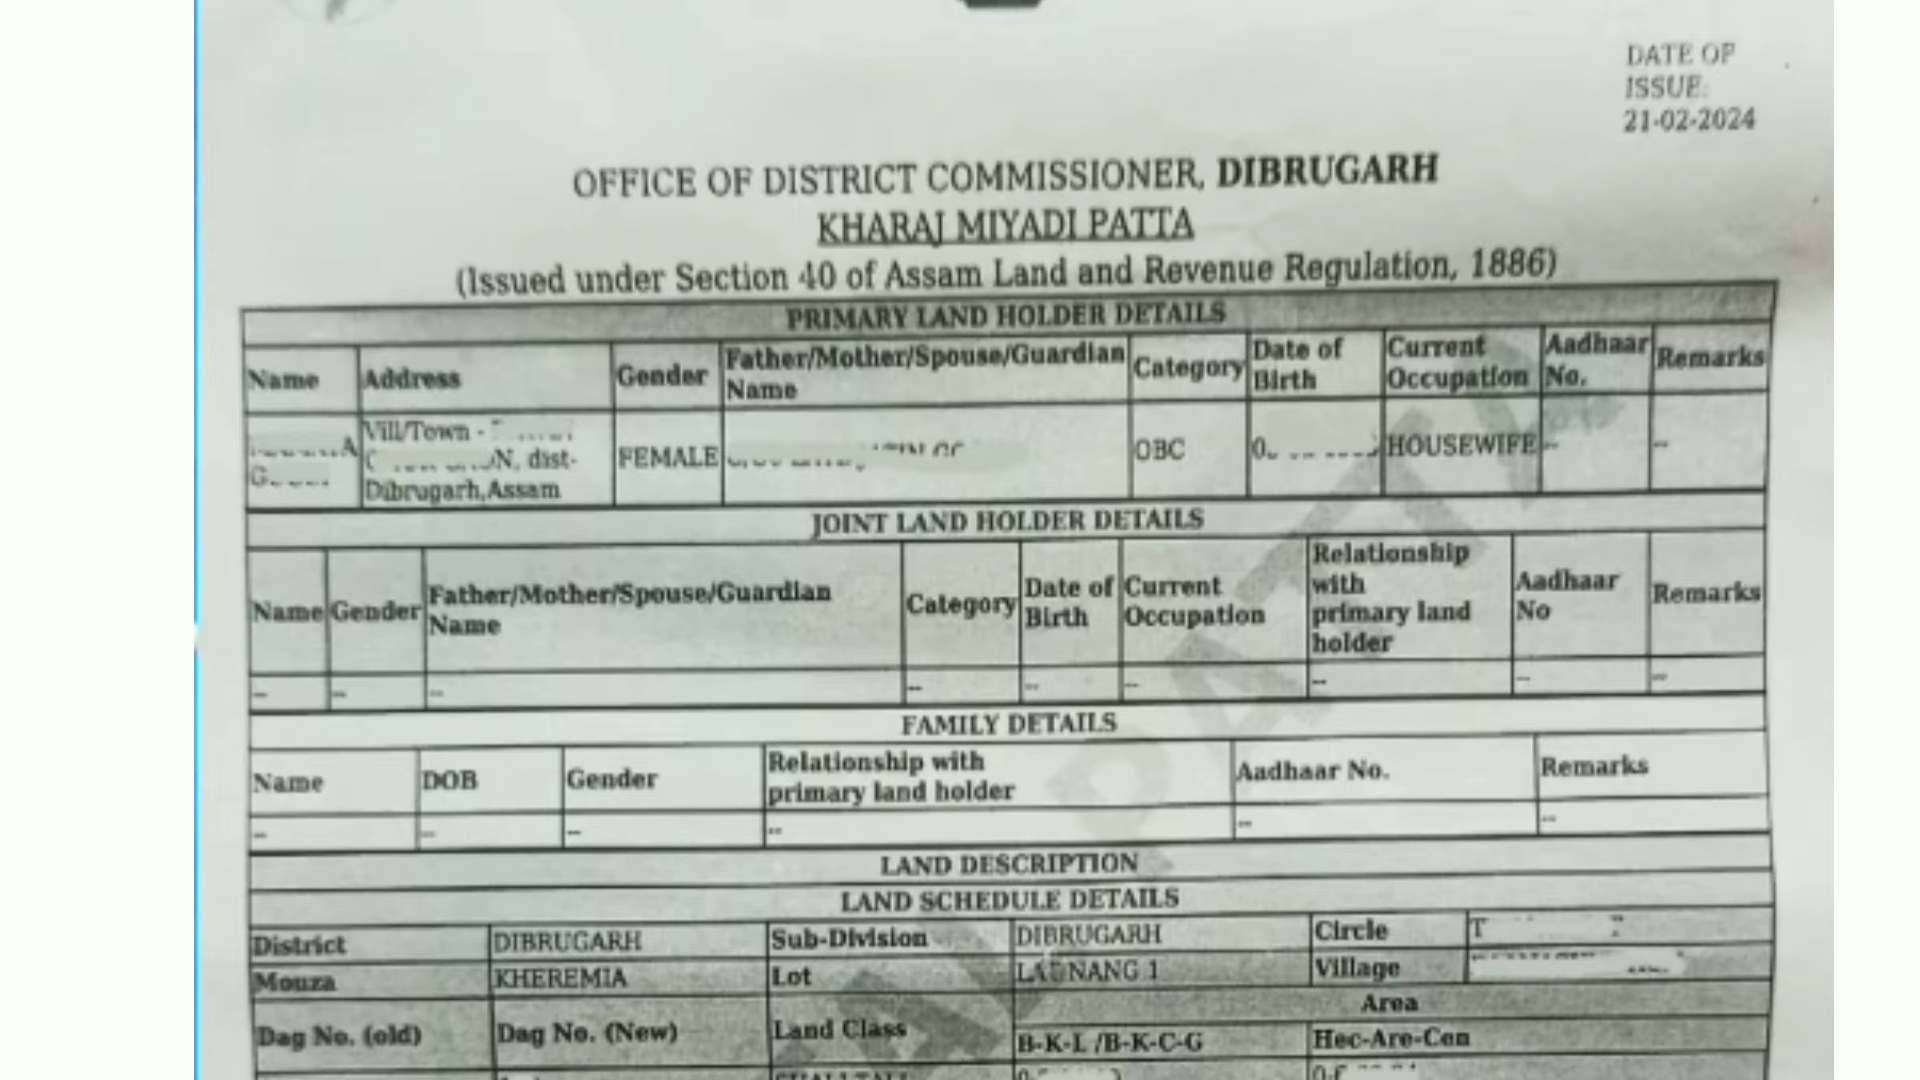 DATE OF
ISSUE:
21-02-2024
OFFICE OF DISTRICT COMMISSIONER, DIBRUGARH
KHARAJ MIYADI PATTA
(Issued under Section 40 of Assam Land and Revenue Regulation, 1886)
PRIMARY LAND HOLDER DETAILS
Name Address Gender Father/Mother/Spouse/Guardian Name Category Date of Birth Current Occupation Aadhaar No. Remarks
Vill/Town - dist- Dibrugarh,Assam FEMALE OBC HOUSEWIFE -- --
JOINT LAND HOLDER DETAILS
Name Gender Father/Mother/Spouse/Guardian Name Category Date of Birth Current Occupation Relationship with primary land holder Aadhaar No Remarks
-- -- -- -- -- -- -- -- --
FAMILY DETAILS
Name DOB Gender Relationship with primary land holder Aadhaar No. Remarks
-- -- -- -- -- --
LAND DESCRIPTION
LAND SCHEDULE DETAILS
District DIBRUGARH Sub-Division DIBRUGARH Circle
Mouza KHEREMIA Lot LAUNANG 1 Village
Area
Dag No. (old) Dag No. (New) Land Class B-K-L /B-K-C-G Hec-Are-Cen